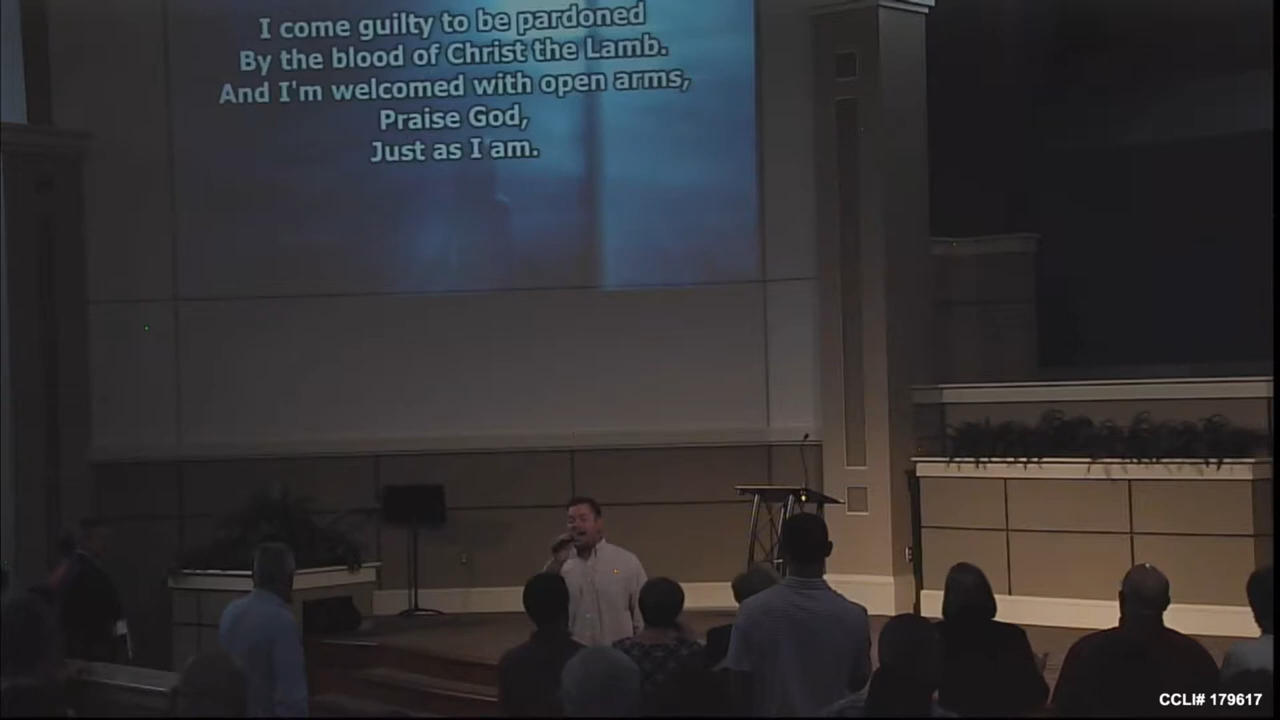 I come guilty to be pardoned
By the blood of Christ the Lamb.
And I'm welcomed with open arms,
Praise God,
Just as I am.
CCLI# 179617